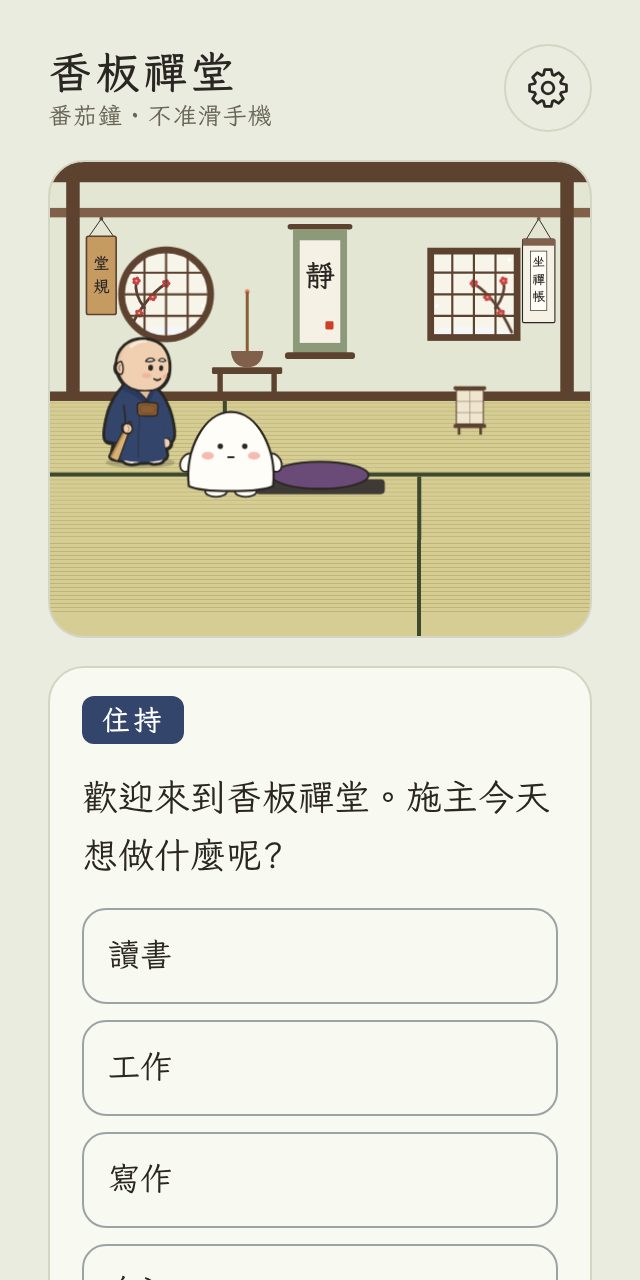 香板禪堂
番茄鐘・不准滑手機
堂規
靜
坐禪帳
住持
歡迎來到香板禪堂。施主今天
想做什麼呢?
讀書
工作
寫作